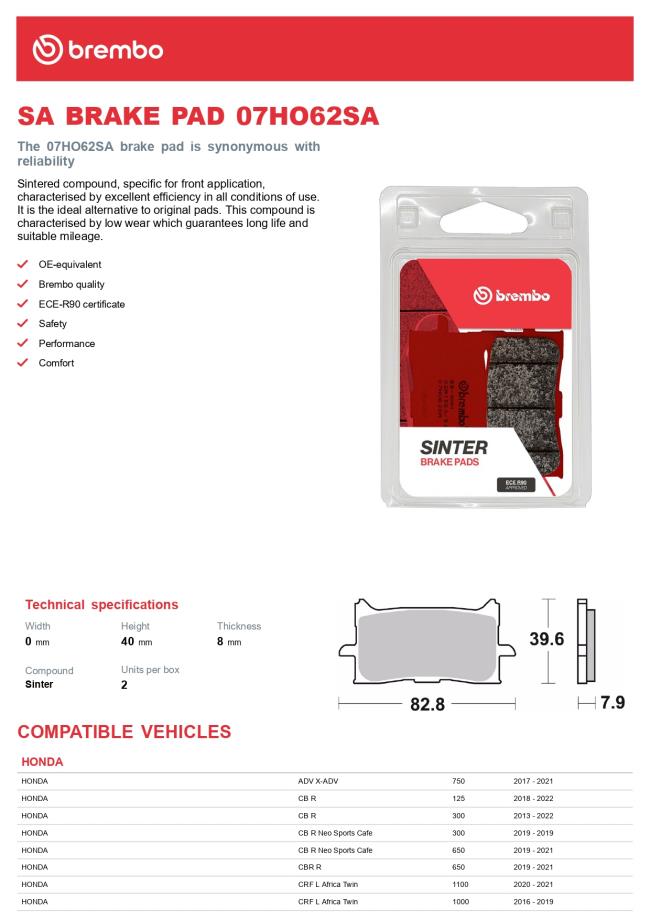 brembo
SA BRAKE PAD 07HO62SA
The 07HO62SA brake pad is synonymous with
reliability
Sintered compound, specific for front application,
characterised by excellent efficiency in all conditions of use.
It is the ideal alternative to original pads. This compound is
characterised by low wear which guarantees long life and
suitable mileage.
OE-equivalent
Brembo quality
ECE-R90 certificate
Safety
Performance
Comfort
brembo
brembo
SINTER
BRAKE PADS
ECE R90
APPROVED
Technical specifications
Width Height Thickness
0 mm 40 mm 8 mm
Compound Units per box
Sinter 2
39.6
82.8 7.9
COMPATIBLE VEHICLES
HONDA
HONDA ADV X-ADV 750 2017 - 2021
HONDA CB R 125 2018 - 2022
HONDA CB R 300 2013 - 2022
HONDA CB R Neo Sports Cafe 300 2019 - 2019
HONDA CB R Neo Sports Cafe 650 2019 - 2021
HONDA CBR R 650 2019 - 2021
HONDA CRF L Africa Twin 1100 2020 - 2021
HONDA CRF L Africa Twin 1000 2016 - 2019